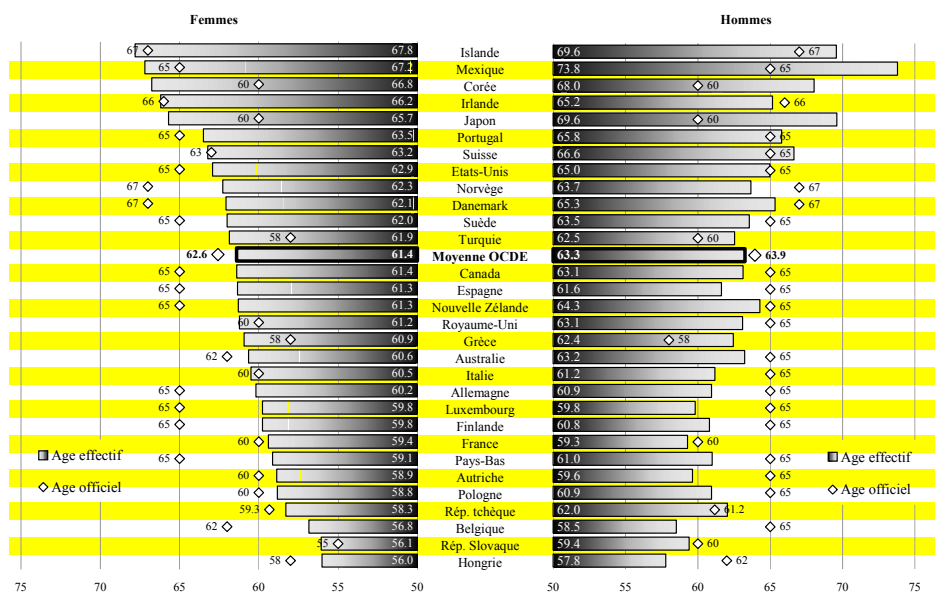 Femmes Hommes
67 67.8 Islande 69.6 67
65 67.2 Mexique 73.8 65
60 66.8 Corée 68.0 60
66 66.2 Irlande 65.2 66
60 65.7 Japon 69.6 60
65 63.5 Portugal 65.8 65
63 63.2 Suisse 66.6 65
65 62.9 Etats-Unis 65.0 65
67 62.3 Norvège 63.7 67
67 62.1 Danemark 65.3 67
65 62.0 Suède 63.5 65
58 61.9 Turquie 62.5 60
62.6 61.4 Moyenne OCDE 63.3 63.9
65 61.4 Canada 63.1 65
65 61.3 Espagne 61.6 65
65 61.3 Nouvelle Zélande 64.3 65
60 61.2 Royaume-Uni 63.1 65
58 60.9 Grèce 62.4 58
62 60.6 Australie 63.2 65
60 60.5 Italie 61.2 65
65 60.2 Allemagne 60.9 65
65 59.8 Luxembourg 59.8 65
65 59.8 Finlande 60.8 65
60 59.4 France 59.3 60
Age effectif Age effectif
65 59.1 Pays-Bas 61.0 65
60 58.9 Autriche 59.6 65
Age officiel Age officiel
60 58.8 Pologne 60.9 65
59.3 58.3 Rép. tchèque 62.0 61.2
62 56.8 Belgique 58.5 65
55 56.1 Rép. Slovaque 59.4 60
58 56.0 Hongrie 57.8 62
75 70 65 60 55 50 50 55 60 65 70 75